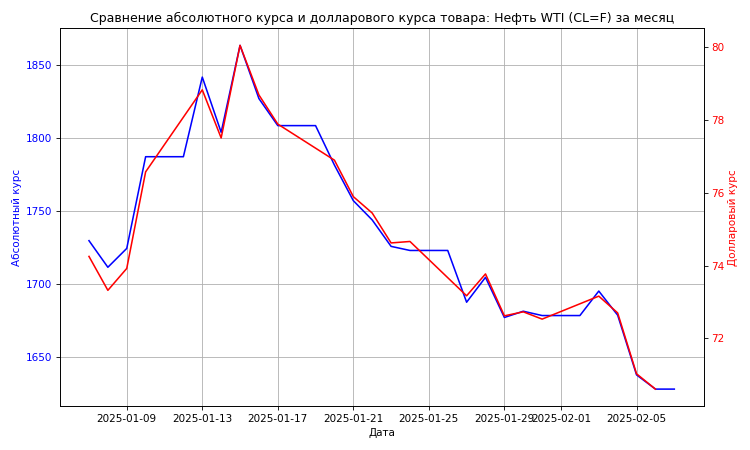 Сравнение абсолютного курса и долларового курса товара: Нефть WTI (CL=F) за месяц
Абсолютный курс
1850
1800
1750
1700
1650
80
78
76
74
72
Долларовый курс
2025-01-09 2025-01-13 2025-01-17 2025-01-21 2025-01-25 2025-01-29 2025-02-01 2025-02-05
Дата